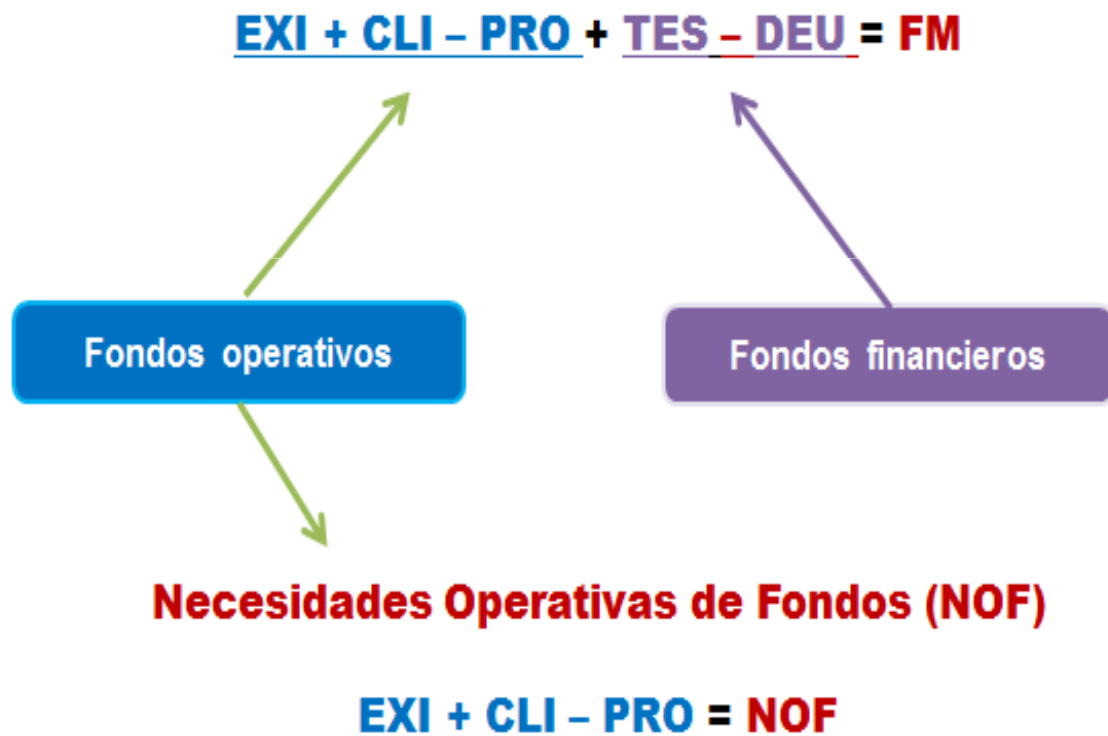 EXI + CLI – PRO + TES – DEU = FM
Fondos operativos
Fondos financieros
Necesidades Operativas de Fondos (NOF)
EXI + CLI – PRO = NOF